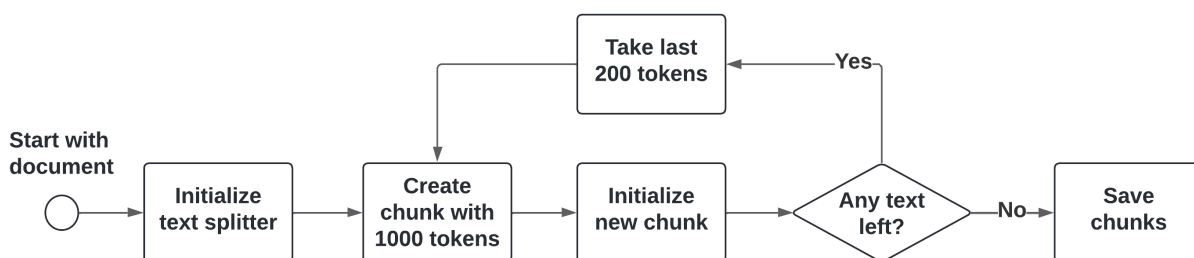 Take last
200 tokens
Yes
Start with
document
Initialize
text splitter
Create
chunk with
1000 tokens
Initialize
new chunk
Any text
left?
No
Save
chunks